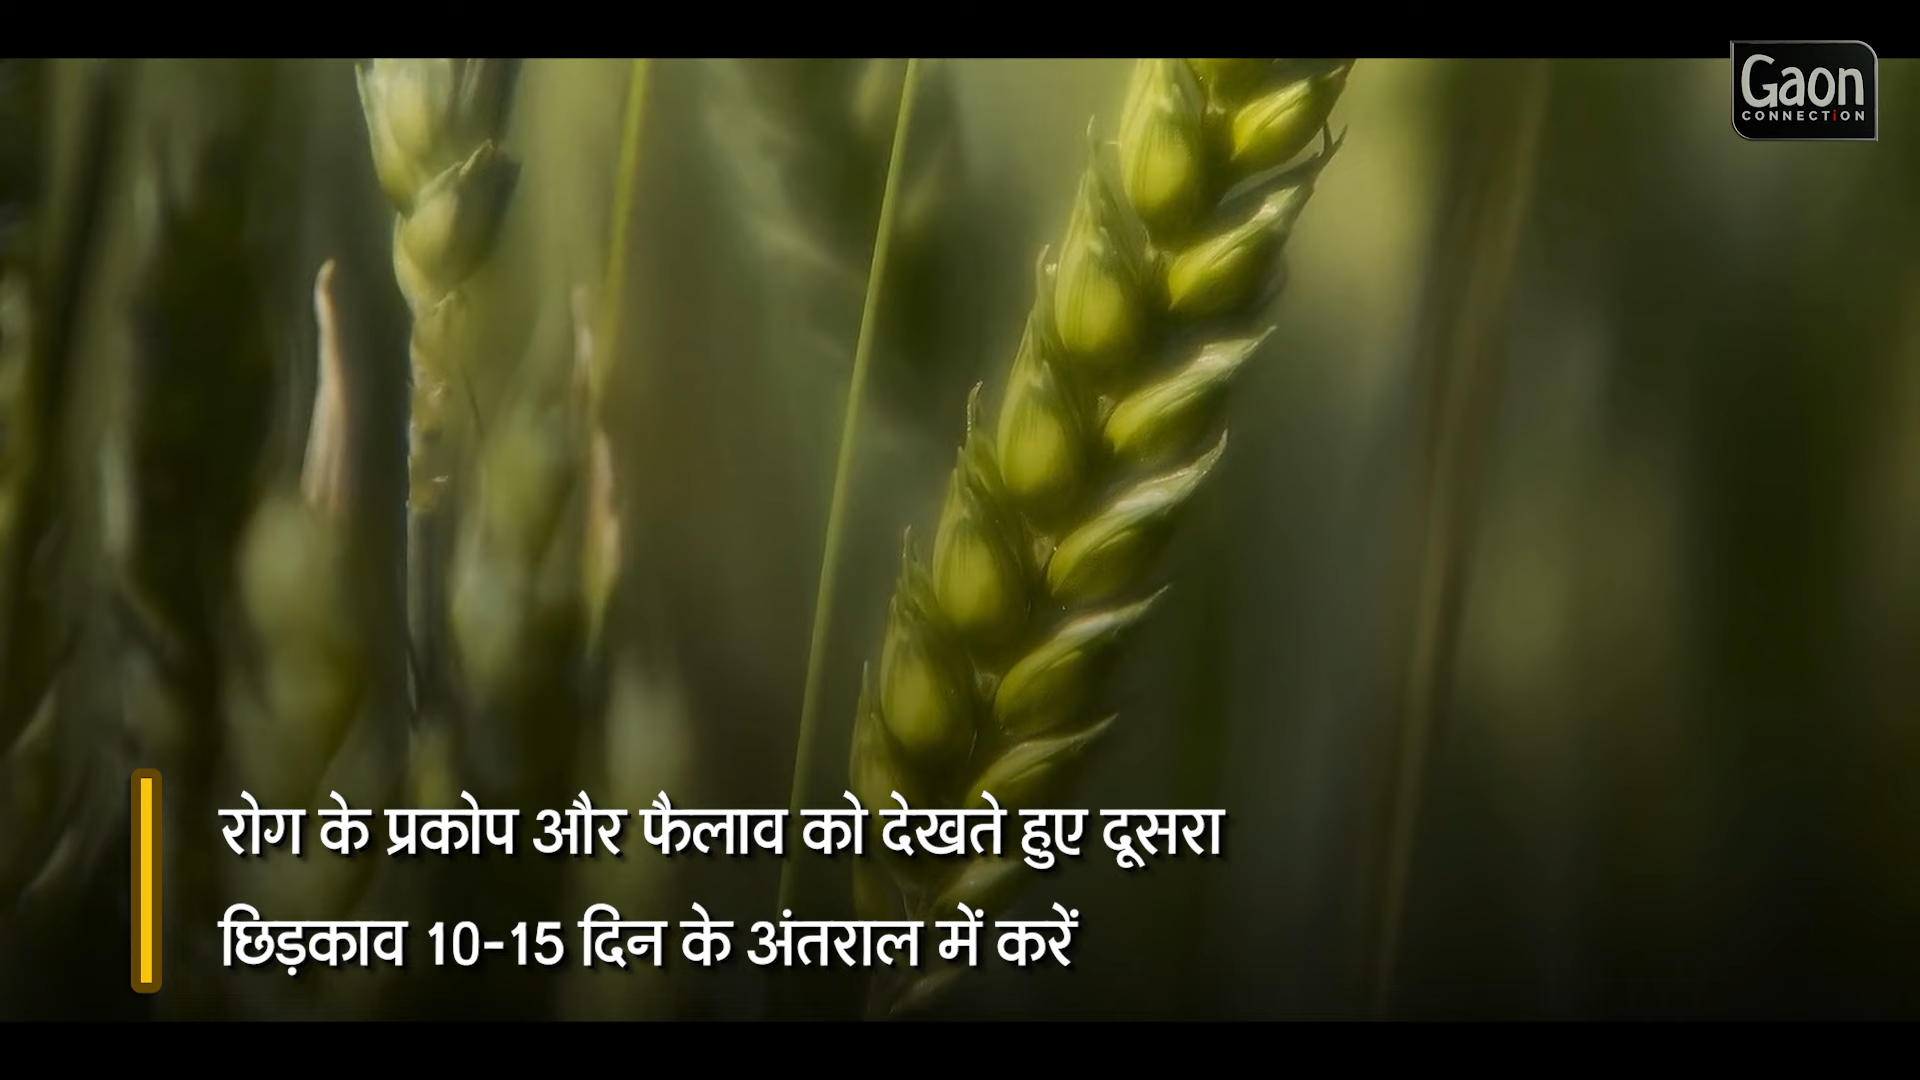 Gaon
CONNECTiON
रोग के प्रकोप और फैलाव को देखते हुए दूसरा
छिड़काव 10-15 दिन के अंतराल में करें